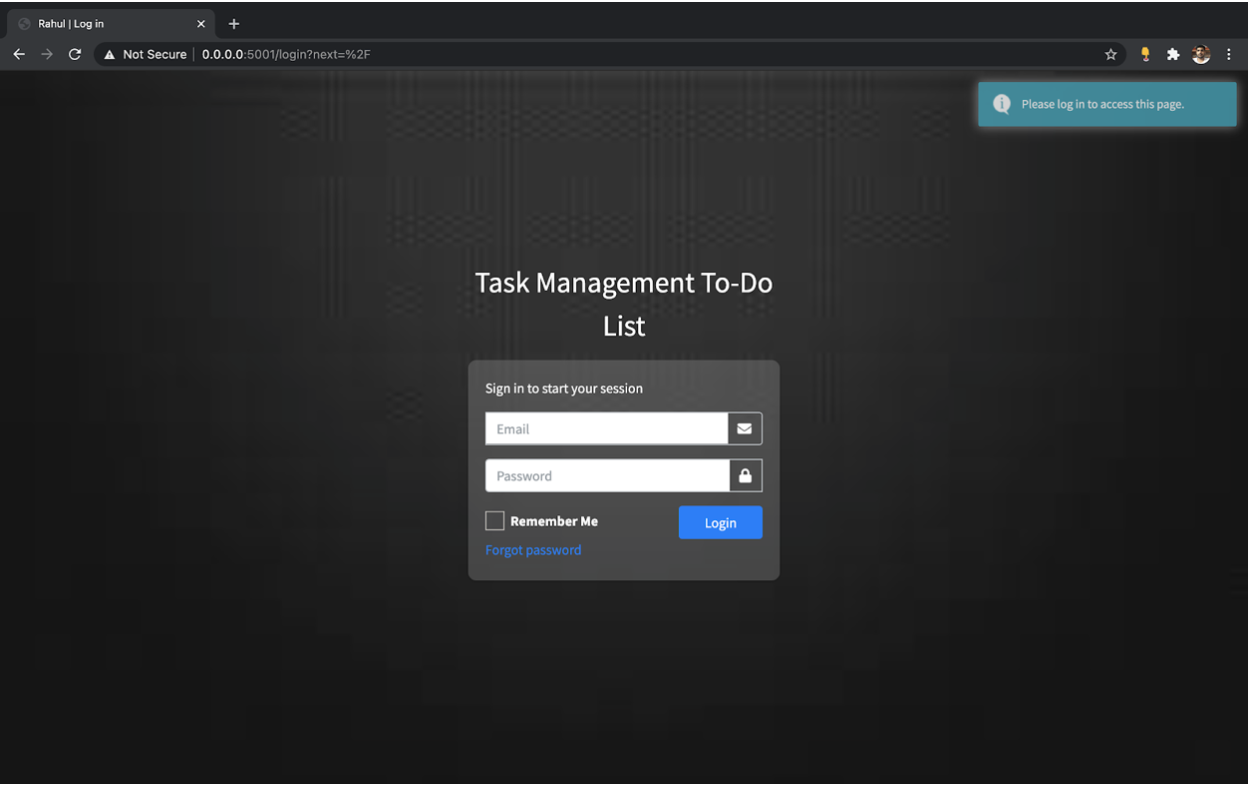 Rahul | Log in
Not Secure | 0.0.0.0:5001/login?next=%2F
Please log in to access this page.
Task Management To-Do
List
Sign in to start your session
Email
Password
Remember Me
Login
Forgot password